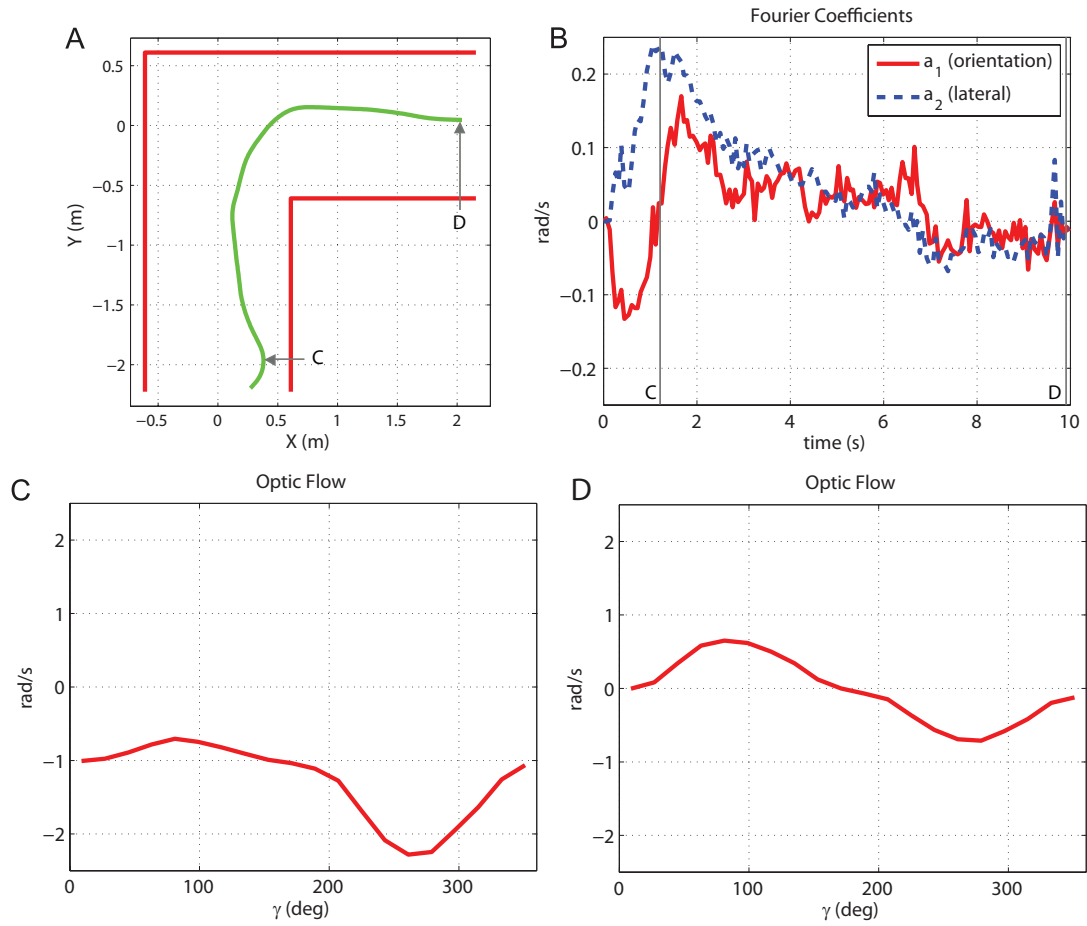 A
0.5
0
−0.5
−1
−1.5
−2
Y (m)
−0.5 0 0.5 1 1.5 2
X (m)
C
D
Fourier Coefficients
B
0.2
0.1
0
−0.1
−0.2
rad/s
a1 (orientation)
a2 (lateral)
C
D
0 2 4 6 8 10
time (s)
C
Optic Flow
2
1
0
−1
−2
rad/s
0 100 200 300
γ (deg)
D
Optic Flow
2
1
0
−1
−2
rad/s
0 100 200 300
γ (deg)